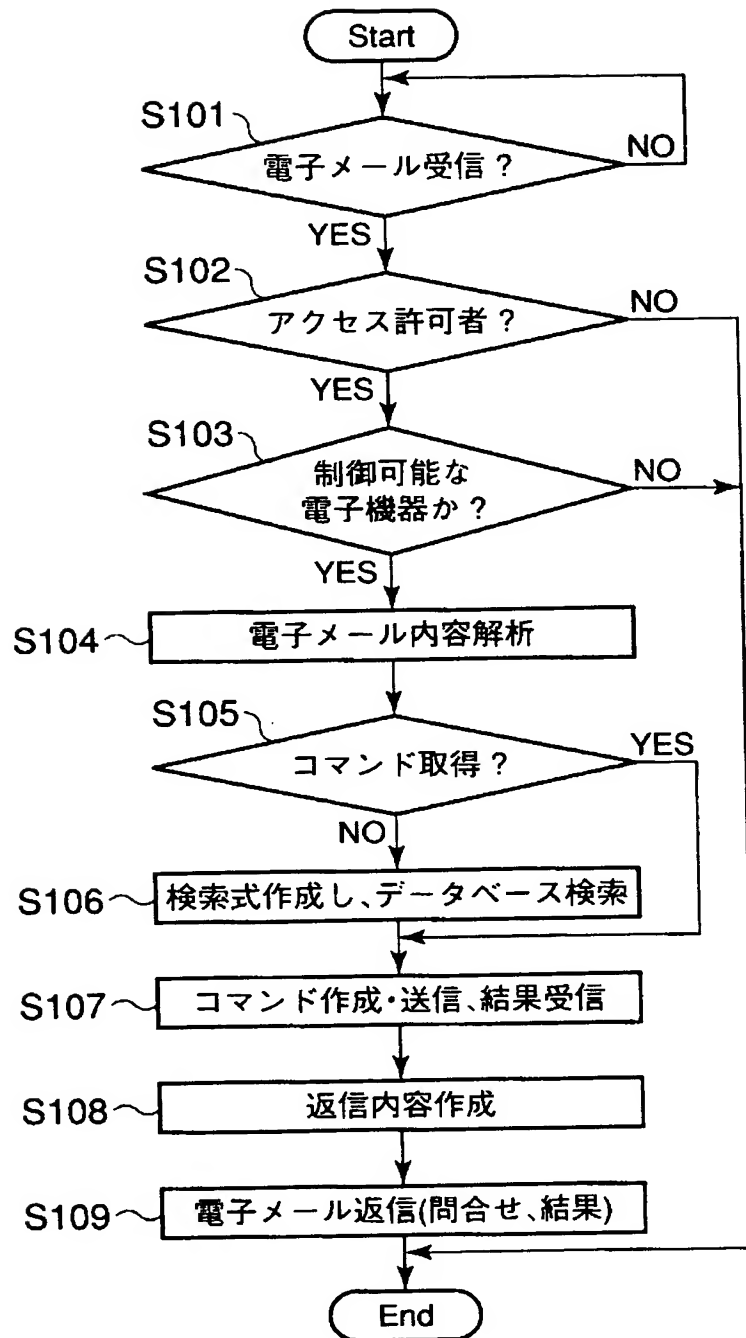 Start
S101
電子メール受信？
NO
YES
S102
アクセス許可者？
NO
YES
S103
制御可能な
電子機器か？
NO
YES
S104
電子メール内容解析
S105
コマンド取得？
YES
NO
S106
検索式作成し、データベース検索
S107
コマンド作成・送信、結果受信
S108
返信内容作成
S109
電子メール返信(問合せ、結果)
End